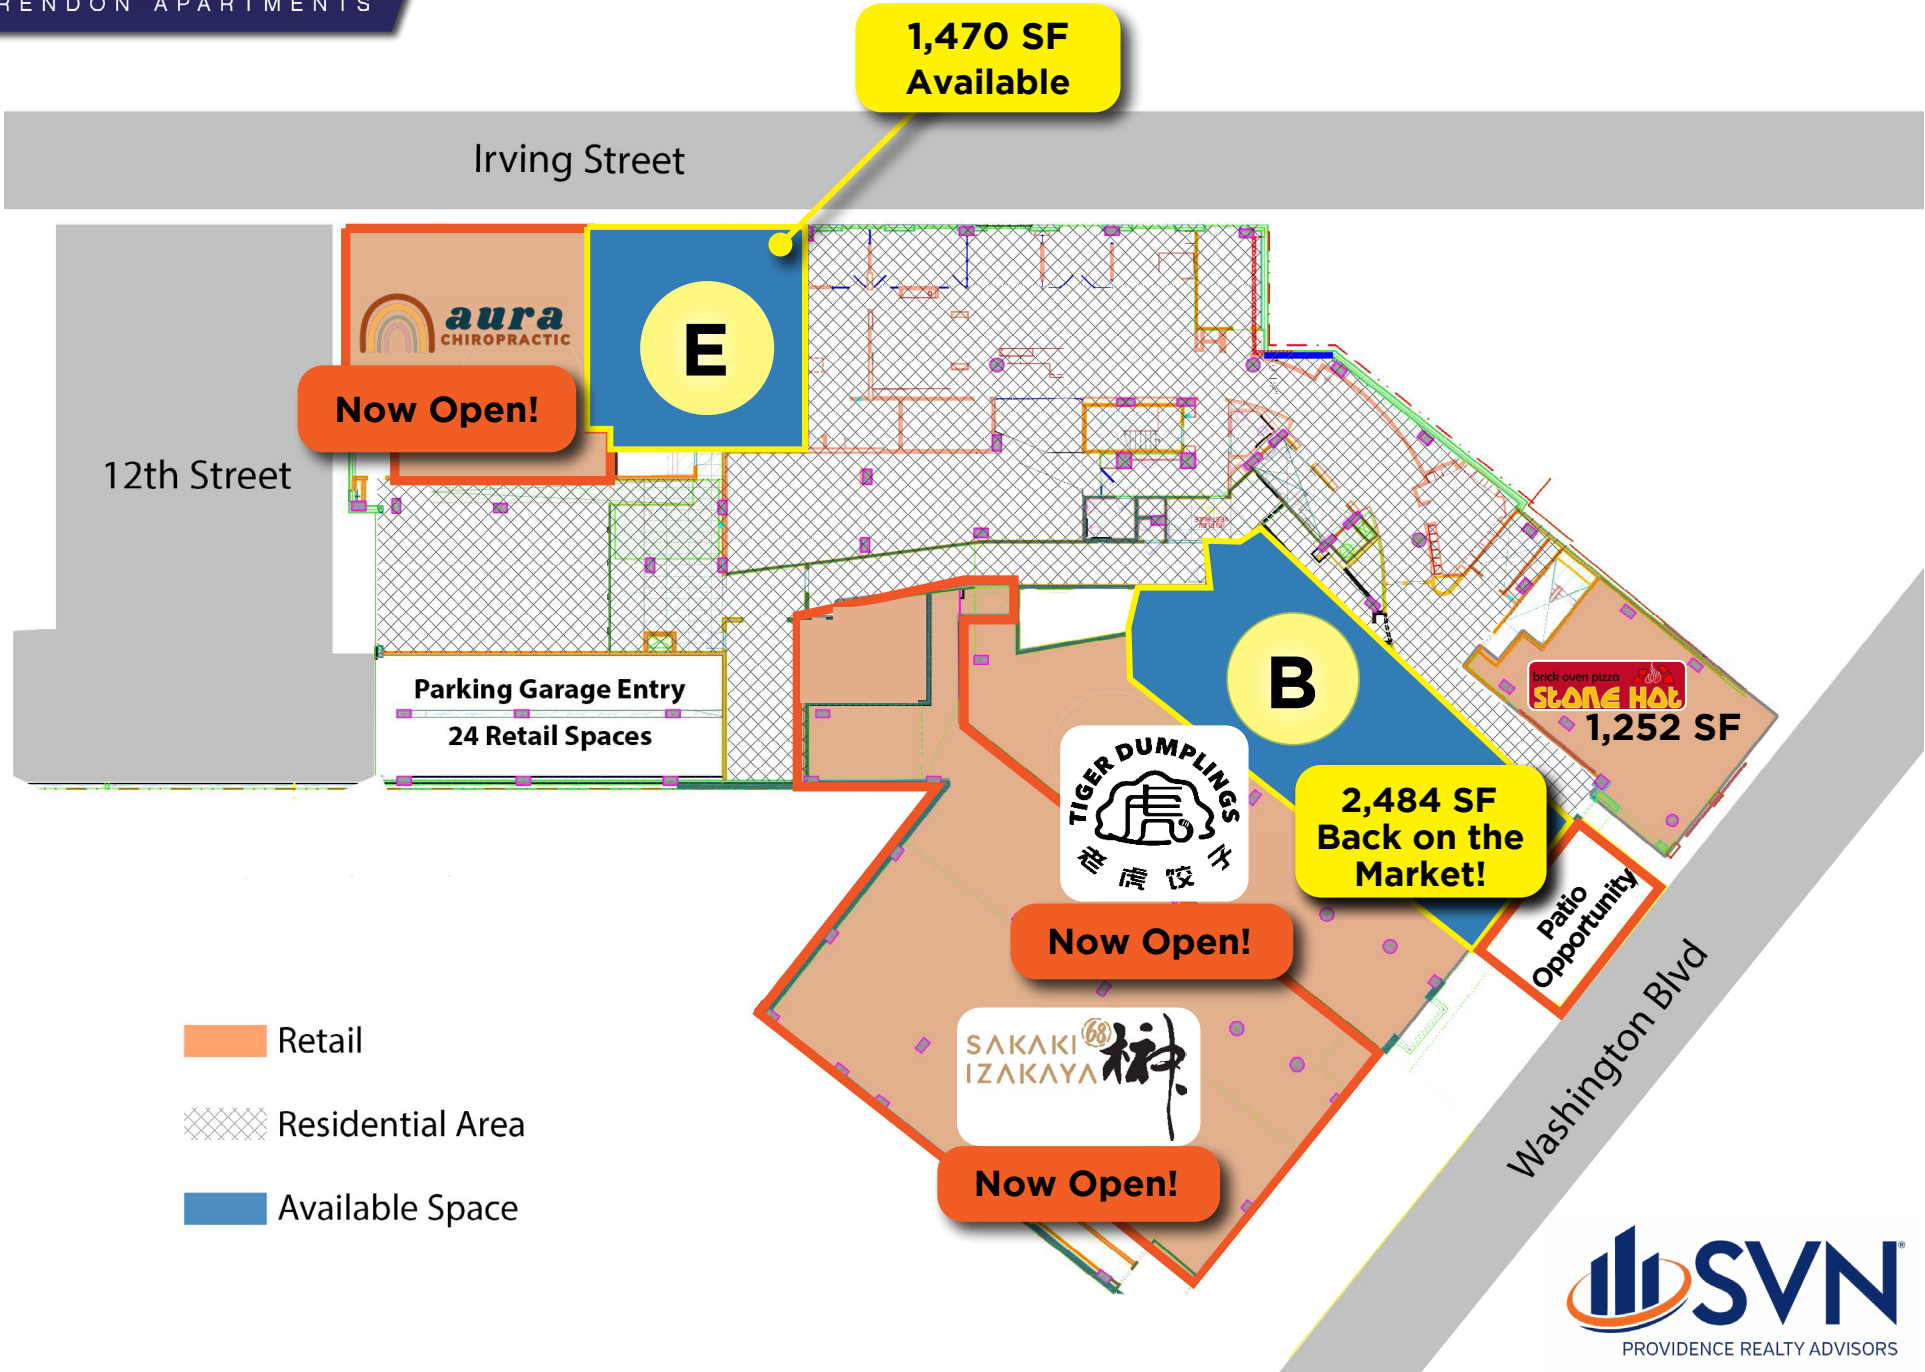 RENDON APARTMENTS
1,470 SF
Available
Irving Street
aura
CHIROPRACTIC
Now Open!
E
12th Street
Parking Garage Entry
24 Retail Spaces
B
brick oven pizza
STONE HOT
1,252 SF
TIGER DUMPLINGS
老虎饺子
Now Open!
2,484 SF
Back on the
Market!
Patio
Opportunity
Washington Blvd
SAKAKI 68
IZAKAYA
榊
Now Open!
Retail
Residential Area
Available Space
SVN®
PROVIDENCE REALTY ADVISORS